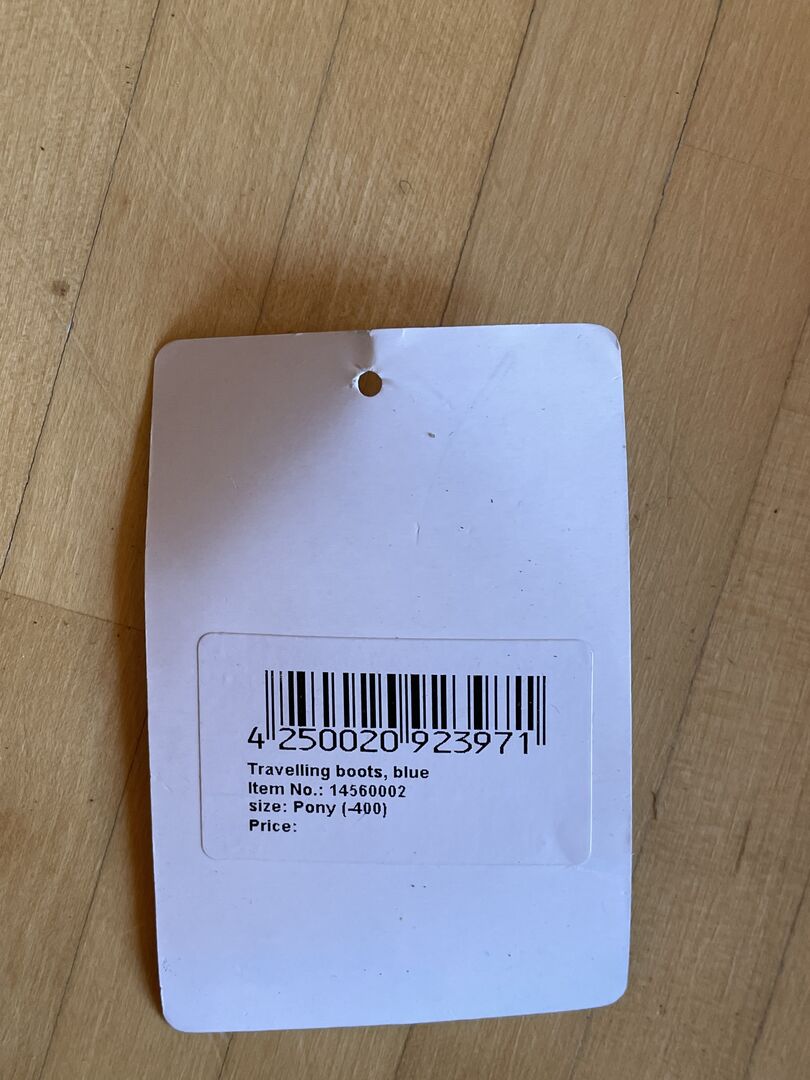 4 250020 923971
Travelling boots, blue
Item No.: 14560002
size: Pony (-400)
Price: